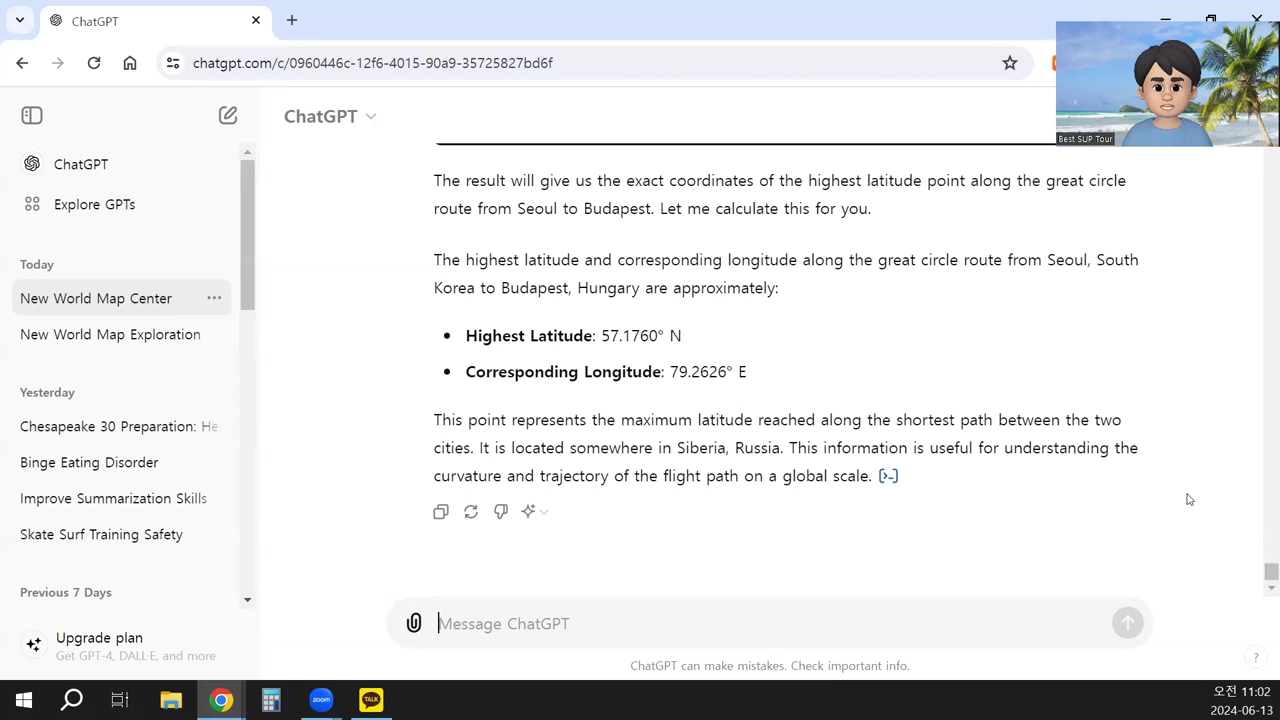 ChatGPT
chatgpt.com/c/0960446c-12f6-4015-90a9-35725827bd6f
Best SUP Tour
ChatGPT
ChatGPT
Explore GPTs
Today
New World Map Center
New World Map Exploration
Yesterday
Chesapeake 30 Preparation: He
Binge Eating Disorder
Improve Summarization Skills
Skate Surf Training Safety
Previous 7 Days
Upgrade plan
Get GPT-4, DALL·E, and more
The result will give us the exact coordinates of the highest latitude point along the great circle
route from Seoul to Budapest. Let me calculate this for you.
The highest latitude and corresponding longitude along the great circle route from Seoul, South
Korea to Budapest, Hungary are approximately:
Highest Latitude: 57.1760° N
Corresponding Longitude: 79.2626° E
This point represents the maximum latitude reached along the shortest path between the two
cities. It is located somewhere in Siberia, Russia. This information is useful for understanding the
curvature and trajectory of the flight path on a global scale. [>-]
Message ChatGPT
ChatGPT can make mistakes. Check important info.
?
zoom
TALK
오전 11:02
2024-06-13